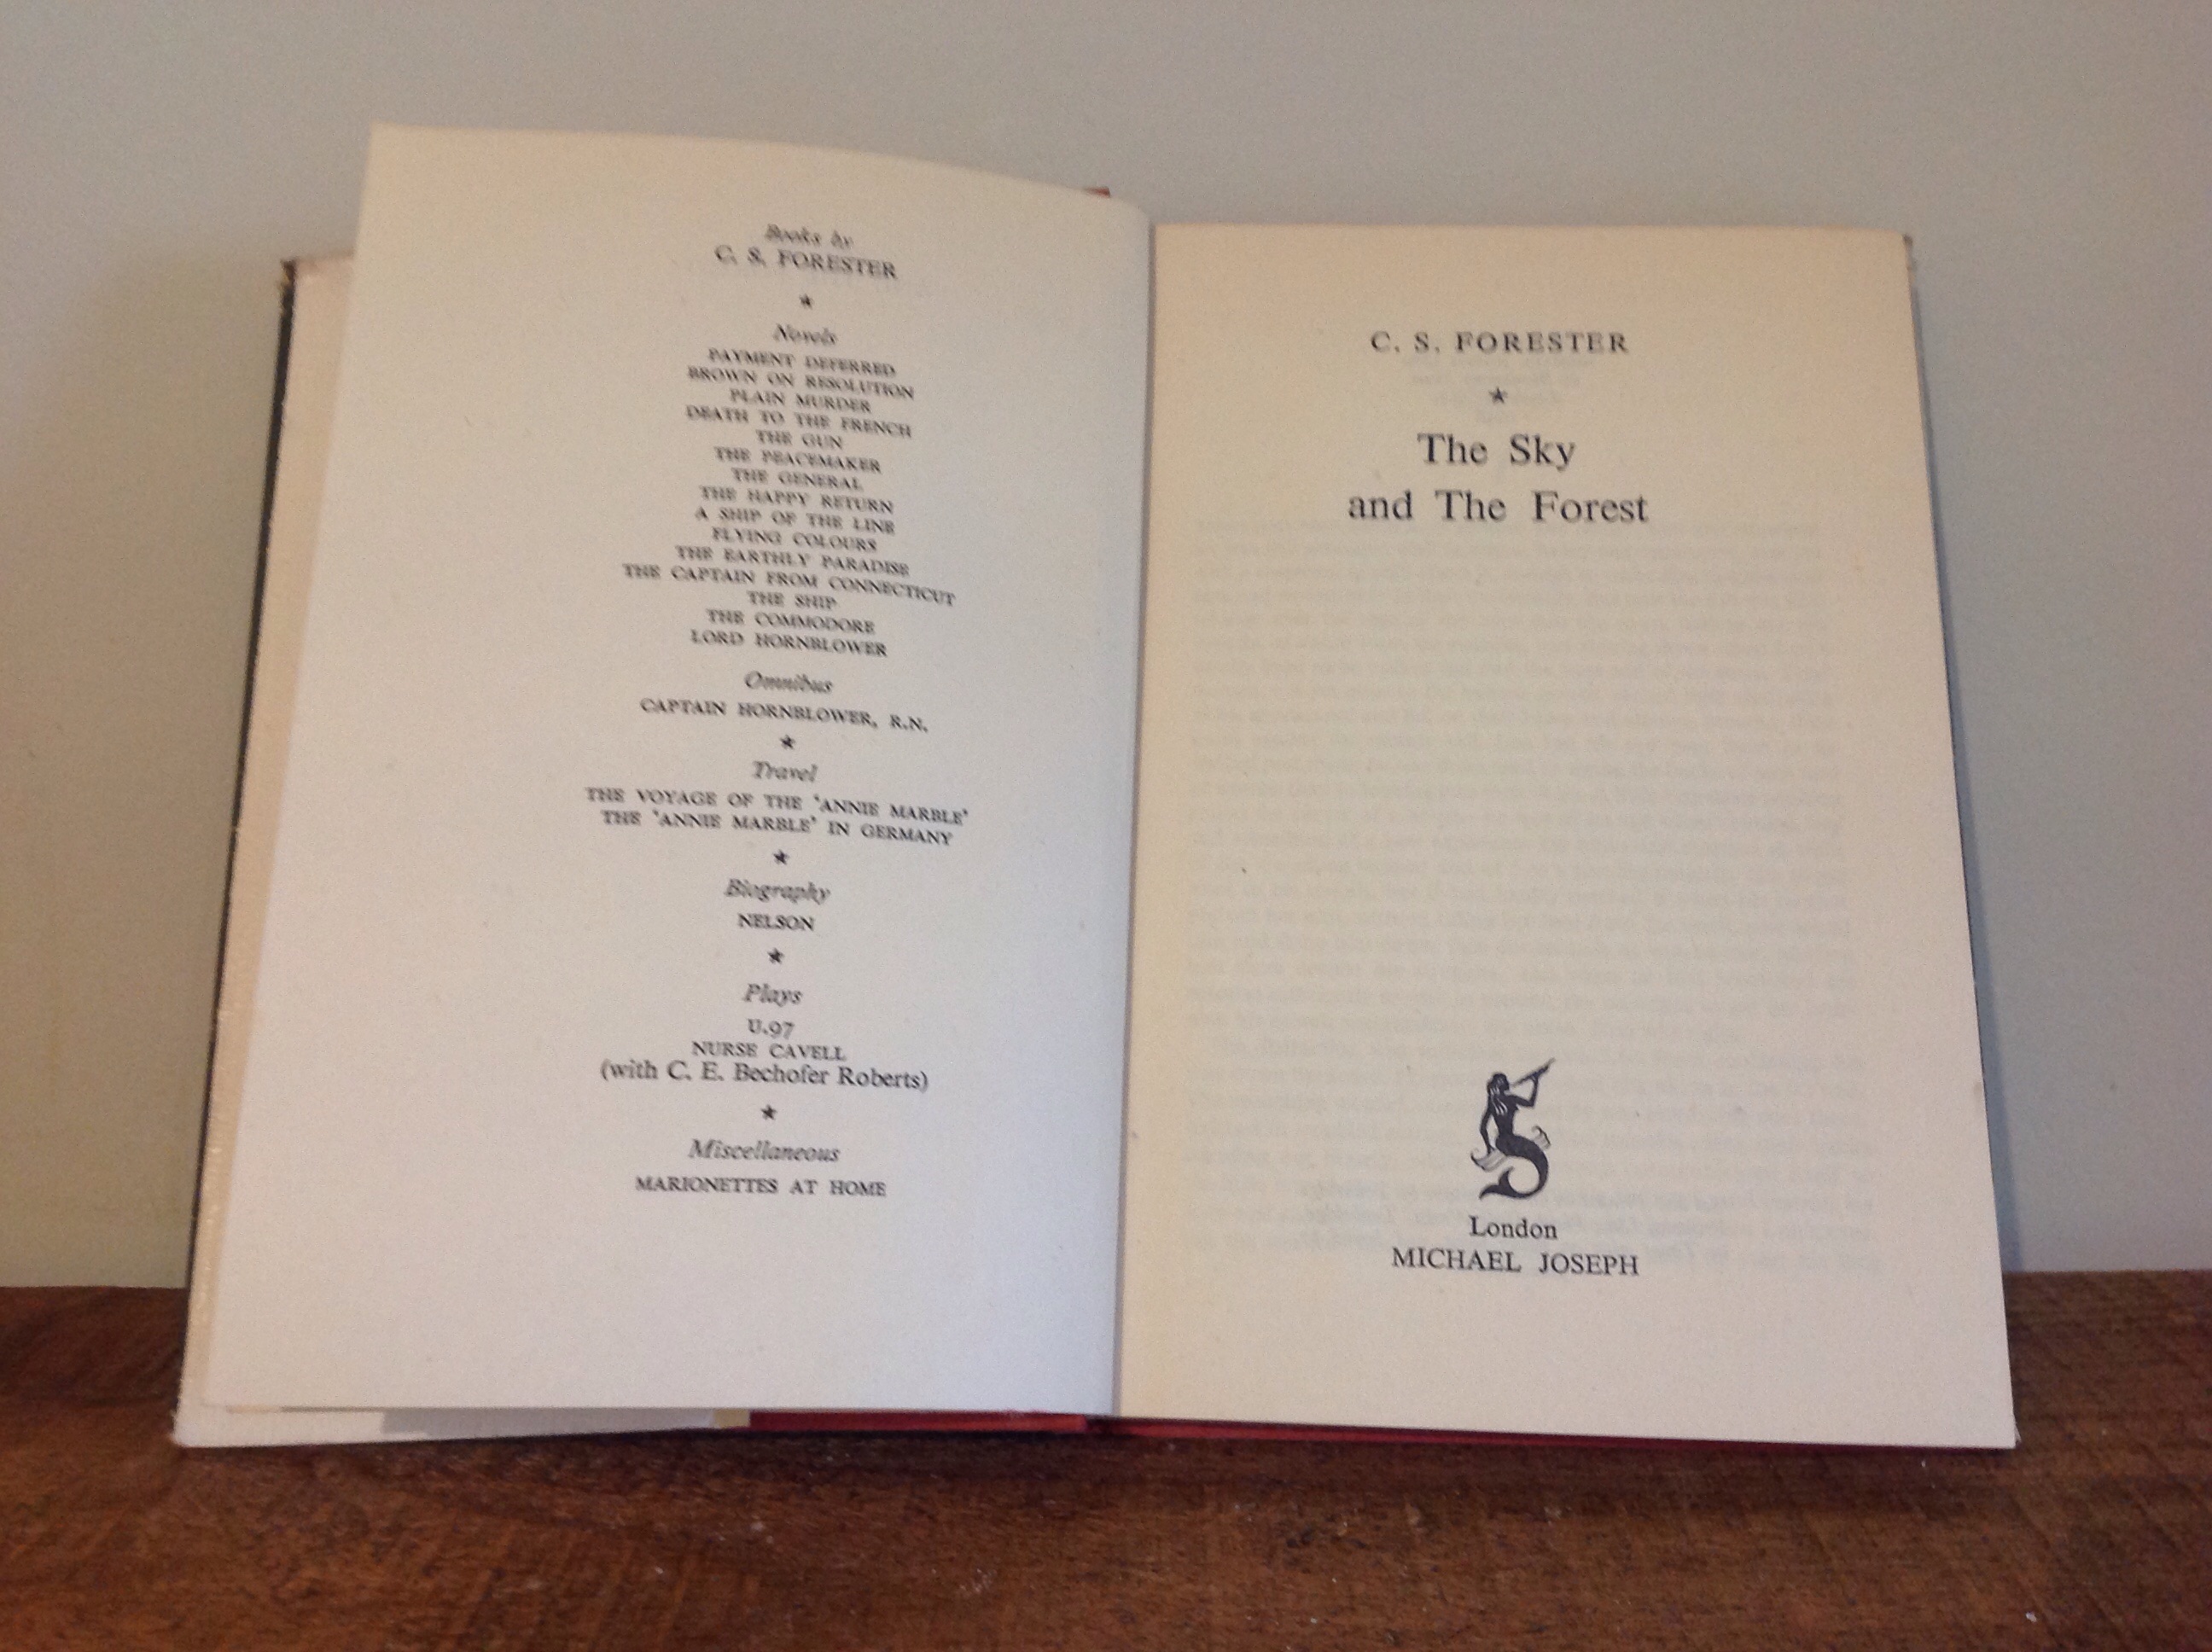 Books by
C. S. FORESTER
★
Novels
PAYMENT DEFERRED
BROWN ON RESOLUTION
PLAIN MURDER
DEATH TO THE FRENCH
THE GUN
THE PEACEMAKER
THE GENERAL
THE HAPPY RETURN
A SHIP OF THE LINE
FLYING COLOURS
THE EARTHLY PARADISE
THE CAPTAIN FROM CONNECTICUT
THE SHIP
THE COMMODORE
LORD HORNBLOWER
Omnibus
CAPTAIN HORNBLOWER, R.N.
★
Travel
THE VOYAGE OF THE 'ANNIE MARBLE'
THE 'ANNIE MARBLE' IN GERMANY
★
Biography
NELSON
★
Plays
U.97
NURSE CAVELL
(with C. E. Bechofer Roberts)
★
Miscellaneous
MARIONETTES AT HOME
C. S. FORESTER
★
The Sky
and The Forest
London
MICHAEL JOSEPH